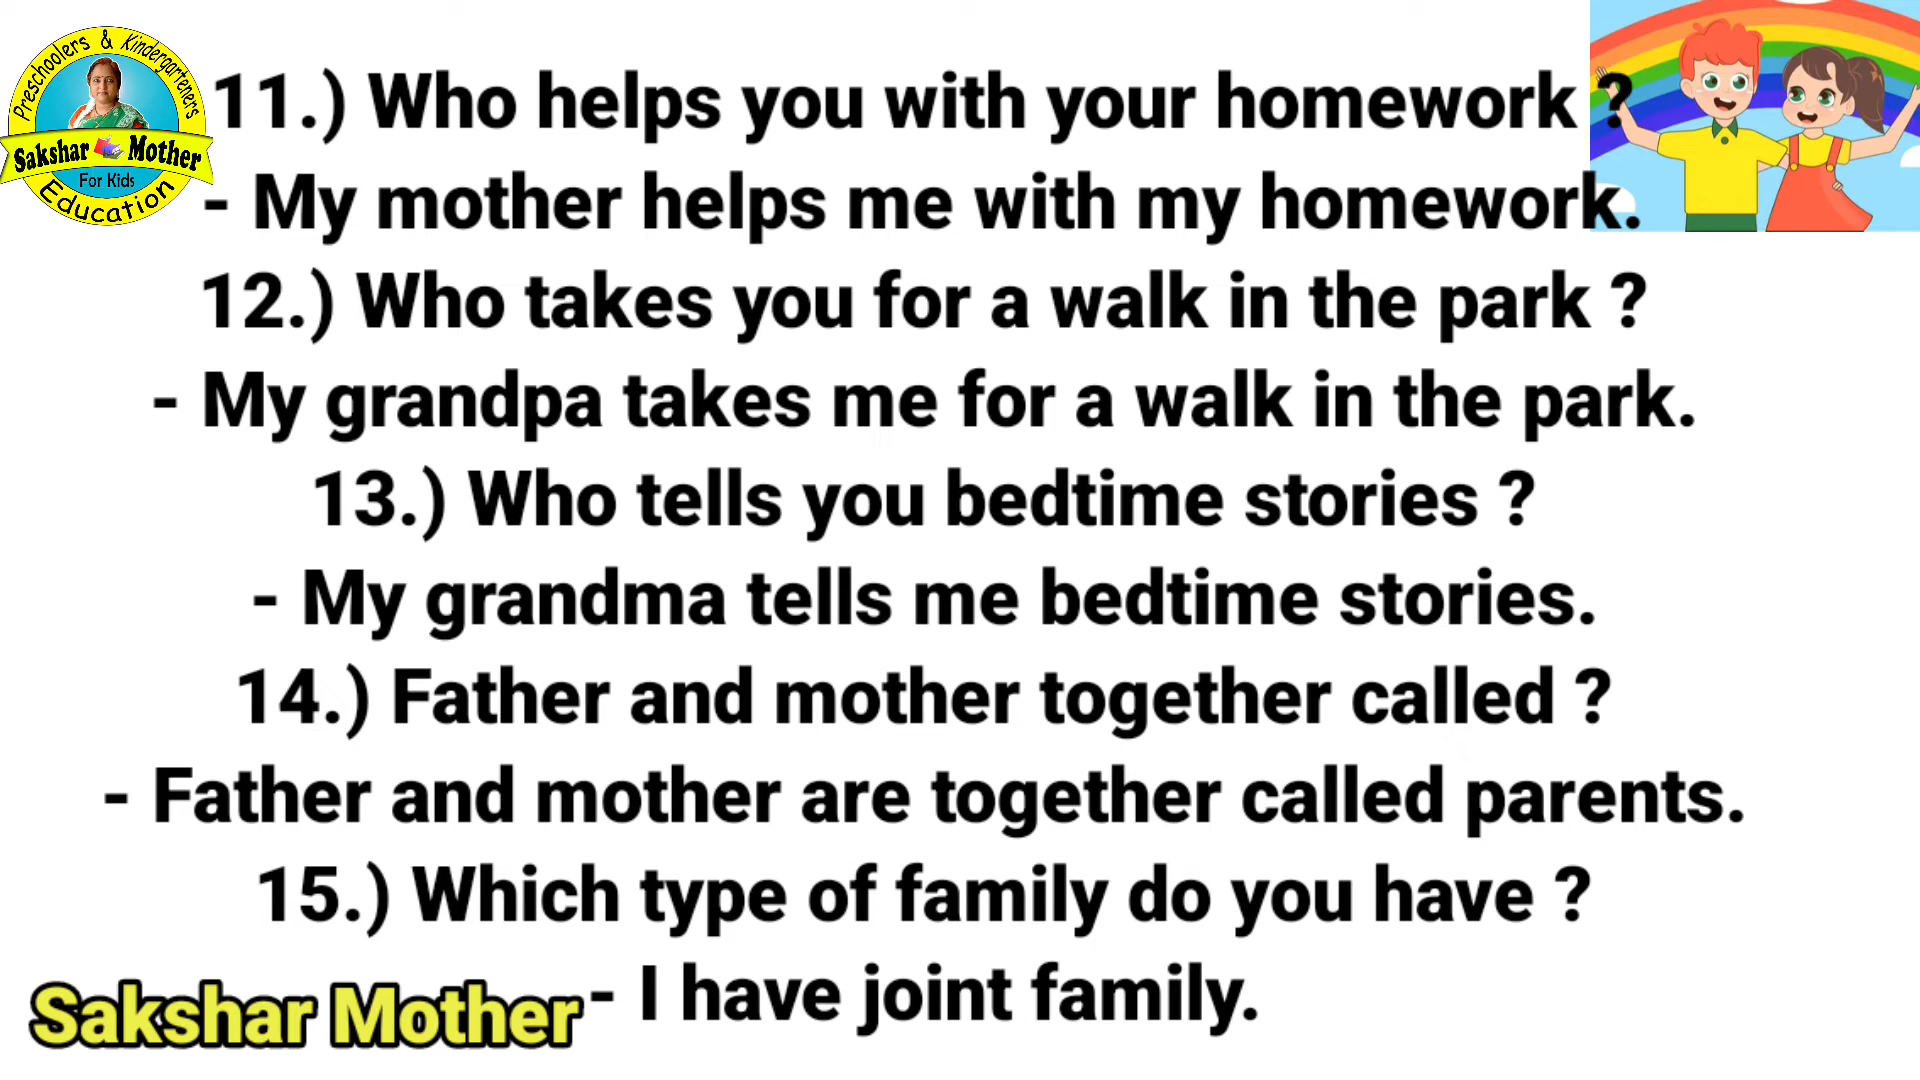 Preschoolers & Kindergarteners
Sakshar Mother
For Kids
Education
11.) Who helps you with your homework ?
- My mother helps me with my homework.
12.) Who takes you for a walk in the park ?
- My grandpa takes me for a walk in the park.
13.) Who tells you bedtime stories ?
- My grandma tells me bedtime stories.
14.) Father and mother together called ?
- Father and mother are together called parents.
15.) Which type of family do you have ?
- I have joint family.
Sakshar Mother